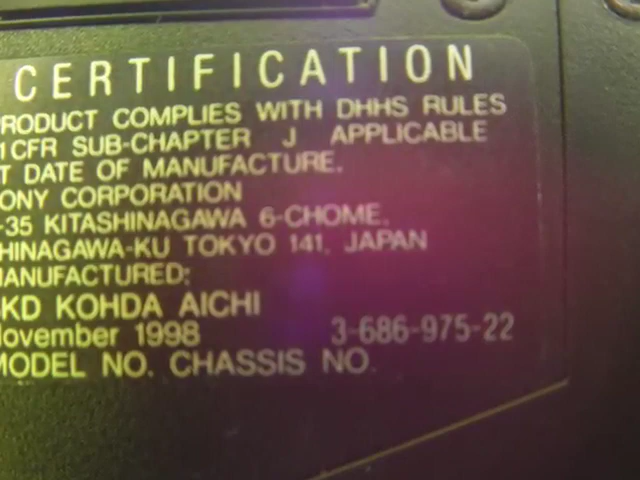 CERTIFICATION
RODUCT COMPLIES WITH DHHS RULES
1CFR SUB-CHAPTER J APPLICABLE
T DATE OF MANUFACTURE.
ONY CORPORATION
-35 KITASHINAGAWA 6-CHOME,
HINAGAWA-KU TOKYO 141, JAPAN
MANUFACTURED:
KD KOHDA AICHI
November 1998 3-686-975-22
MODEL NO. CHASSIS NO.